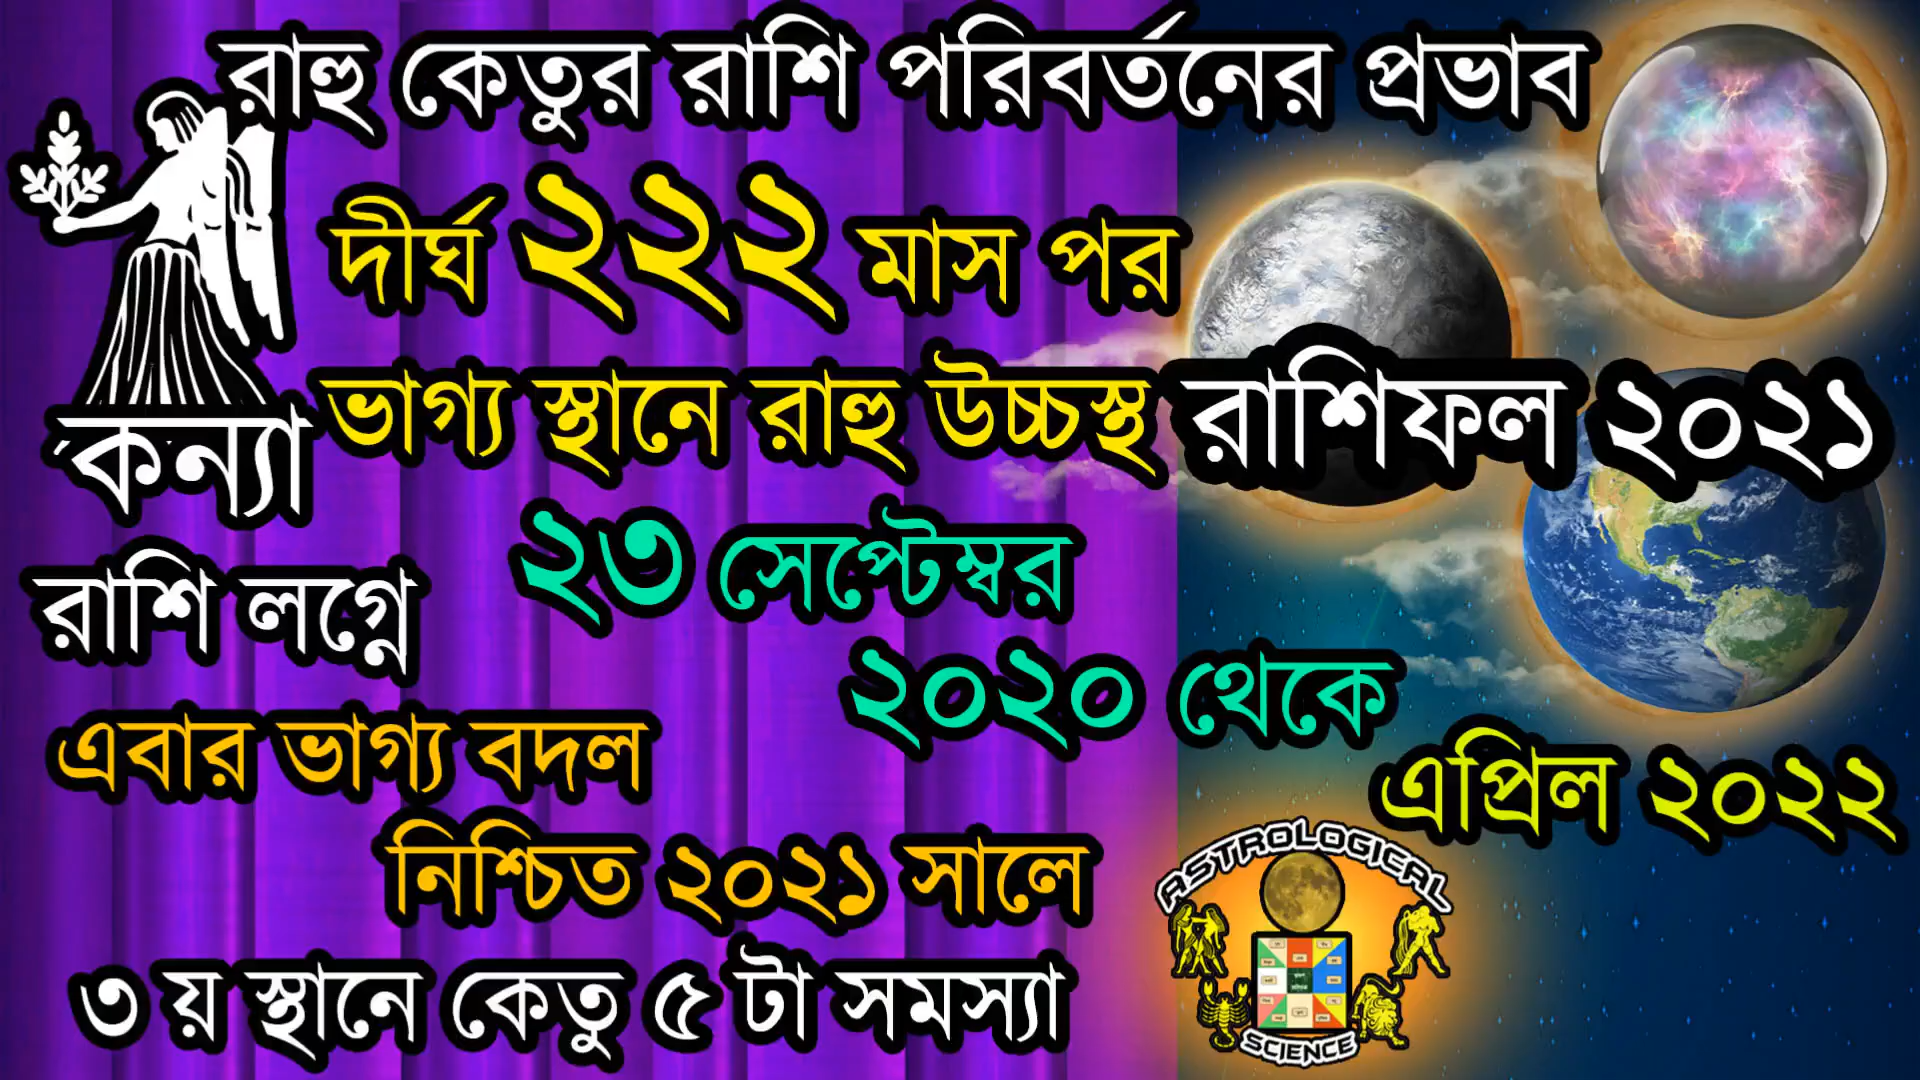 রাহু কেতুর রাশি পরিবর্তনের প্রভাব
দীর্ঘ ২২২ মাস পর
ভাগ্য স্থানে রাহু উচ্চস্থ রাশিফল ২০২১
কন্যা
২৩ সেপ্টেম্বর
রাশি লগ্নে
২০২০ থেকে
এবার ভাগ্য বদল
এপ্রিল ২০২২
নিশ্চিত ২০২১ সালে
৩ য় স্থানে কেতু ৫ টা সমস্যা
ASTROLOGICAL
SCIENCE